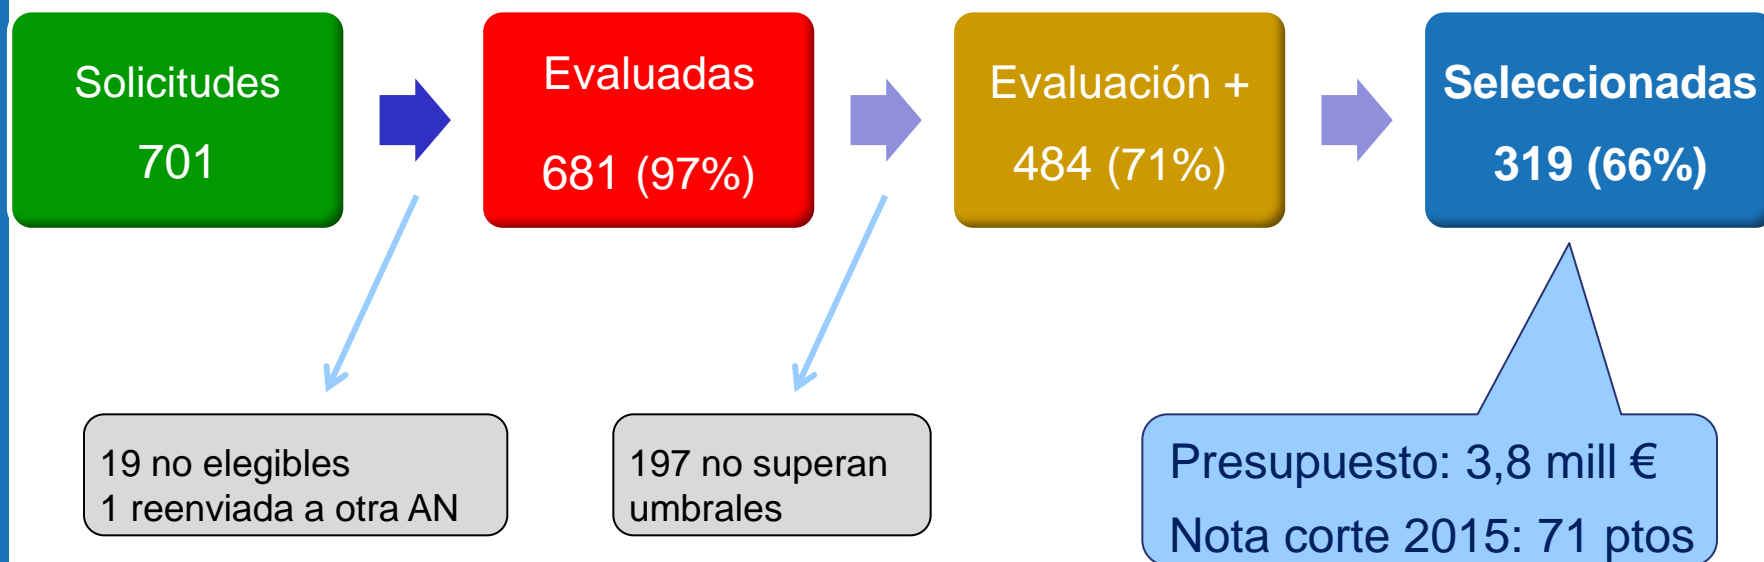 Solicitudes
701
Evaluadas
681 (97%)
Evaluación +
484 (71%)
Seleccionadas
319 (66%)
19 no elegibles
1 reenviada a otra AN
197 no superan
umbrales
Presupuesto: 3,8 mill €
Nota corte 2015: 71 ptos